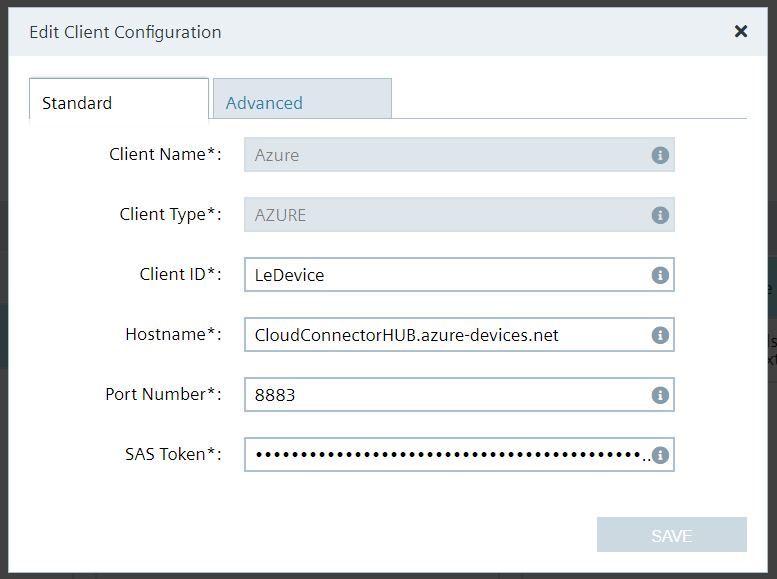 Edit Client Configuration
Standard
Advanced
Client Name*: Azure
Client Type*: AZURE
Client ID*: LeDevice
Hostname*: CloudConnectorHUB.azure-devices.net
Port Number*: 8883
SAS Token*: •••••••••••••••••••••••••••••••••••••••••••...
SAVE